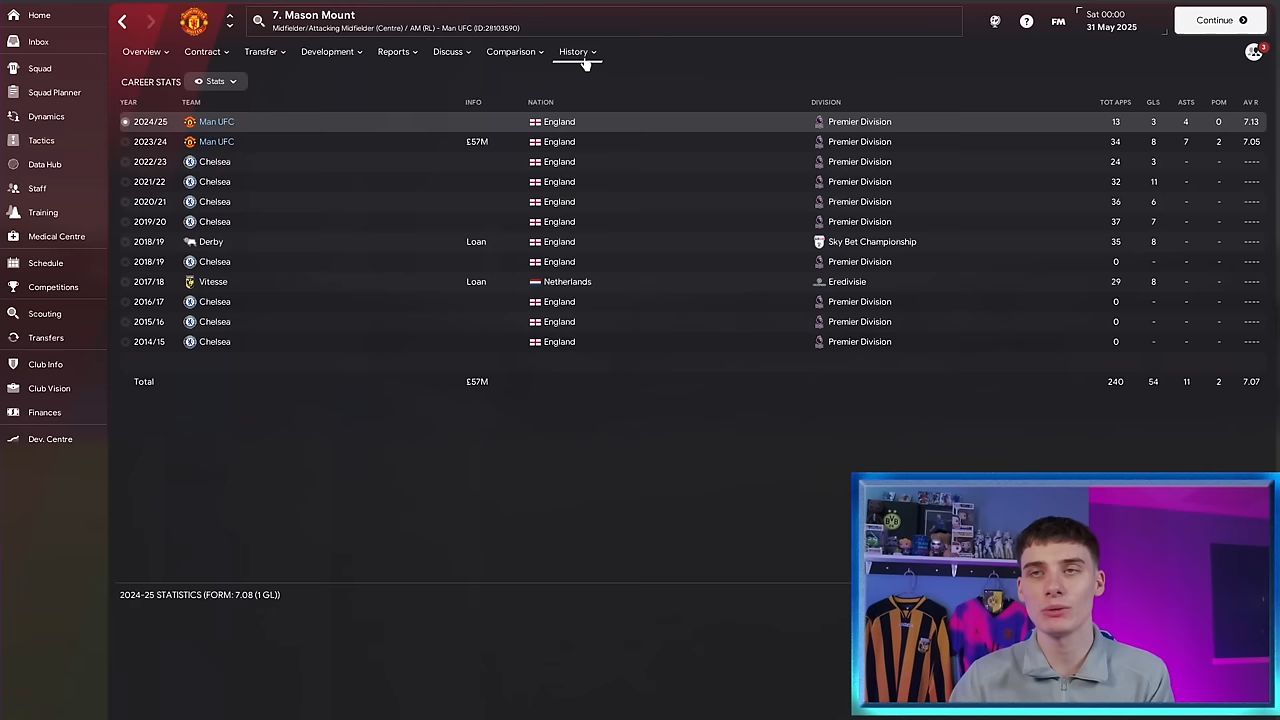 Home
Inbox
Squad
Squad Planner
Dynamics
Tactics
Data Hub
Staff
Training
Medical Centre
Schedule
Competitions
Scouting
Transfers
Club Info
Club Vision
Finances
Dev. Centre
7. Mason Mount
Midfielder/Attacking Midfielder (Centre) / AM (RL) - Man UFC (ID:28103590)
FM
Sat 00:00
31 May 2025
Continue
3
Overview Contract Transfer Development Reports Discuss Comparison History
CAREER STATS Stats
YEAR TEAM INFO NATION DIVISION TOT APPS GLS ASTS POM AV R
2024/25 Man UFC England Premier Division 13 3 4 0 7.13
2023/24 Man UFC £57M England Premier Division 34 8 7 2 7.05
2022/23 Chelsea England Premier Division 24 3 - - ----
2021/22 Chelsea England Premier Division 32 11 - - ----
2020/21 Chelsea England Premier Division 36 6 - - ----
2019/20 Chelsea England Premier Division 37 7 - - ----
2018/19 Derby Loan England Sky Bet Championship 35 8 - - ----
2018/19 Chelsea England Premier Division 0 - - - ----
2017/18 Vitesse Loan Netherlands Eredivisie 29 8 - - ----
2016/17 Chelsea England Premier Division 0 - - - ----
2015/16 Chelsea England Premier Division 0 - - - ----
2014/15 Chelsea England Premier Division 0 - - - ----
Total £57M 240 54 11 2 7.07
2024-25 STATISTICS (FORM: 7.08 (1 GL))
BVB